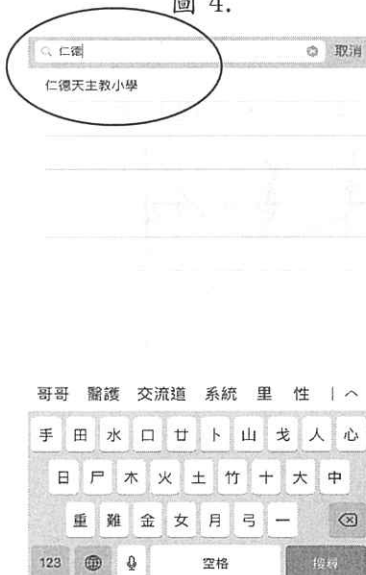 圖 4.
仁德 取消
仁德天主教小學
哥哥 醫護 交流道 系統 里 性
手 田 水 口 廿 卜 山 戈 人 心
日 尸 木 火 土 竹 十 大 中
重 難 金 女 月 弓 一
123 空格 搜尋